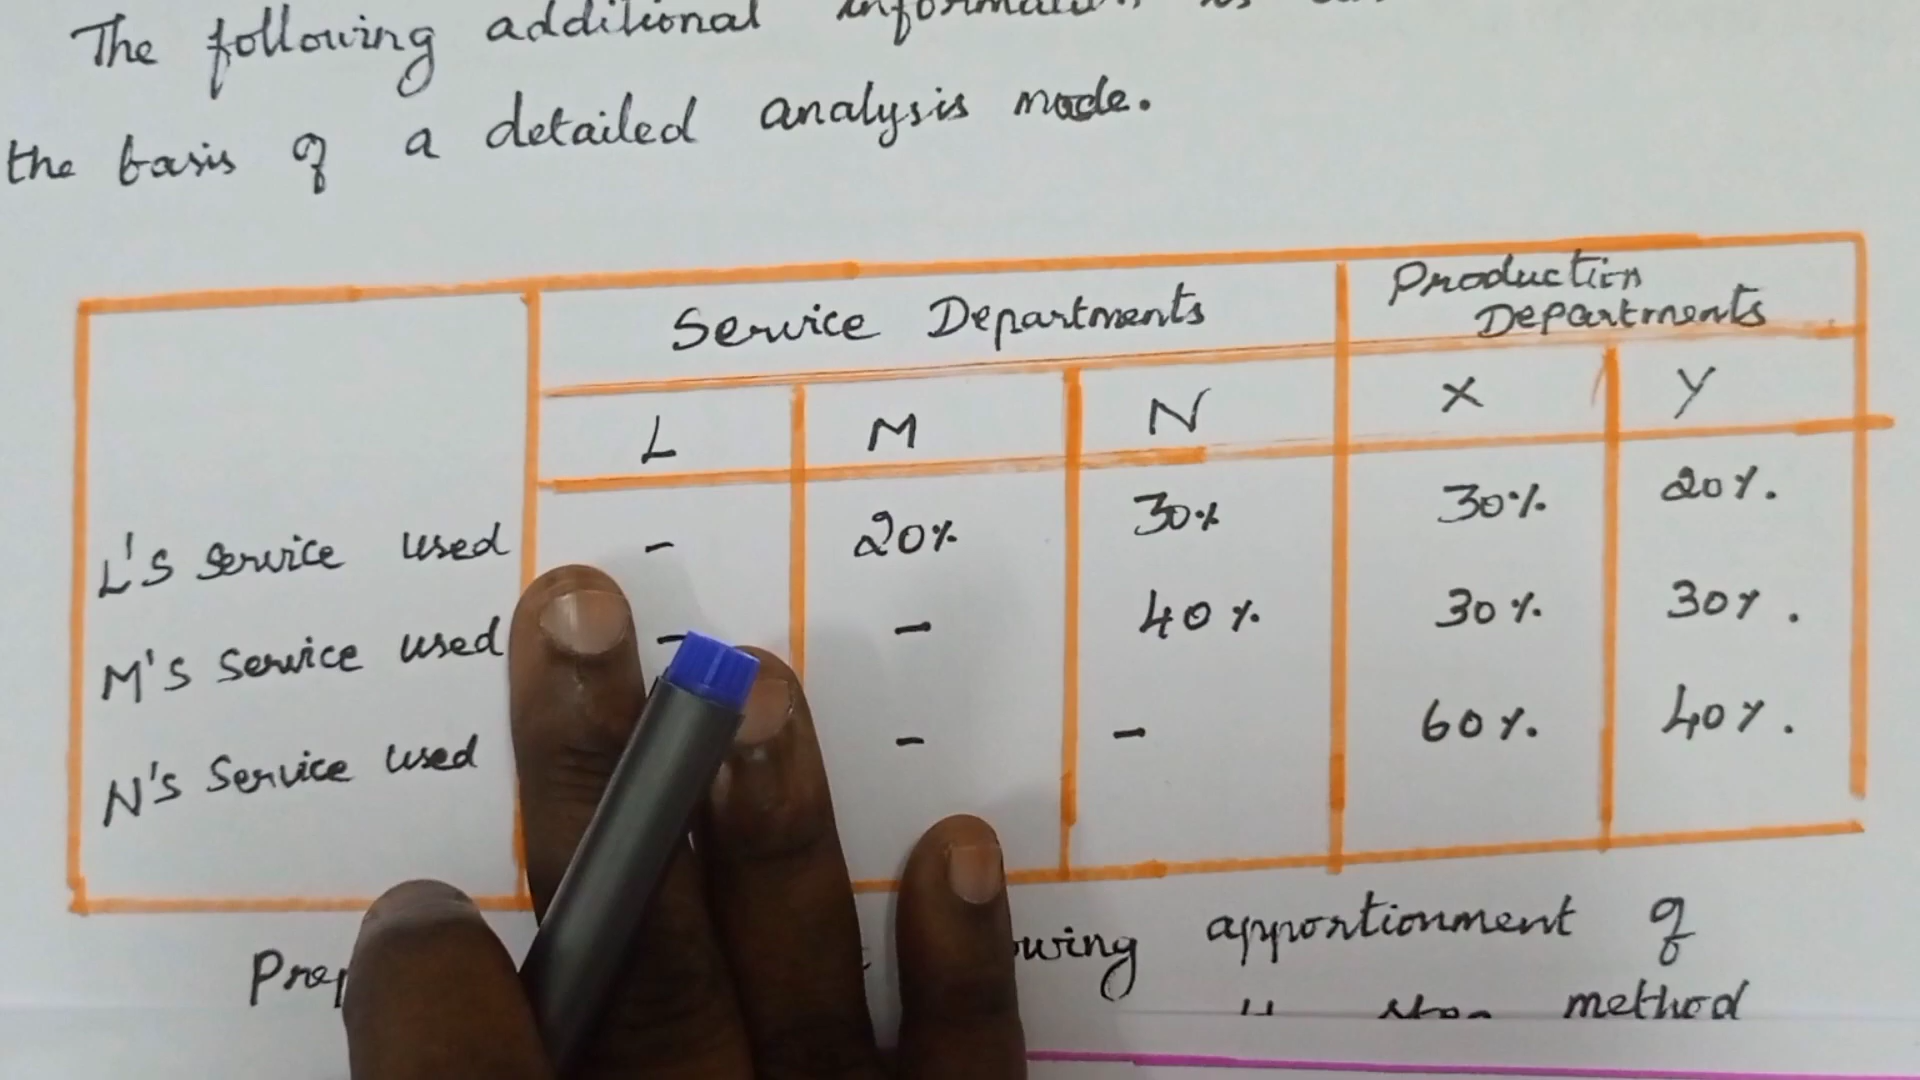 The following additional
the basis of a detailed analysis made.
Service Departments
Production
Departments
L M N X Y
L's Service used - 20% 30% 30% 20%.
M's Service used - - 40% 30% 30%.
N's Service used - - 60% 40%.
apportionment of
method